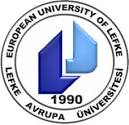 EUROPEAN UNIVERSITY OF LEFKE
1990
LEFKE AVRUPA ÜNİVERSİTESİ